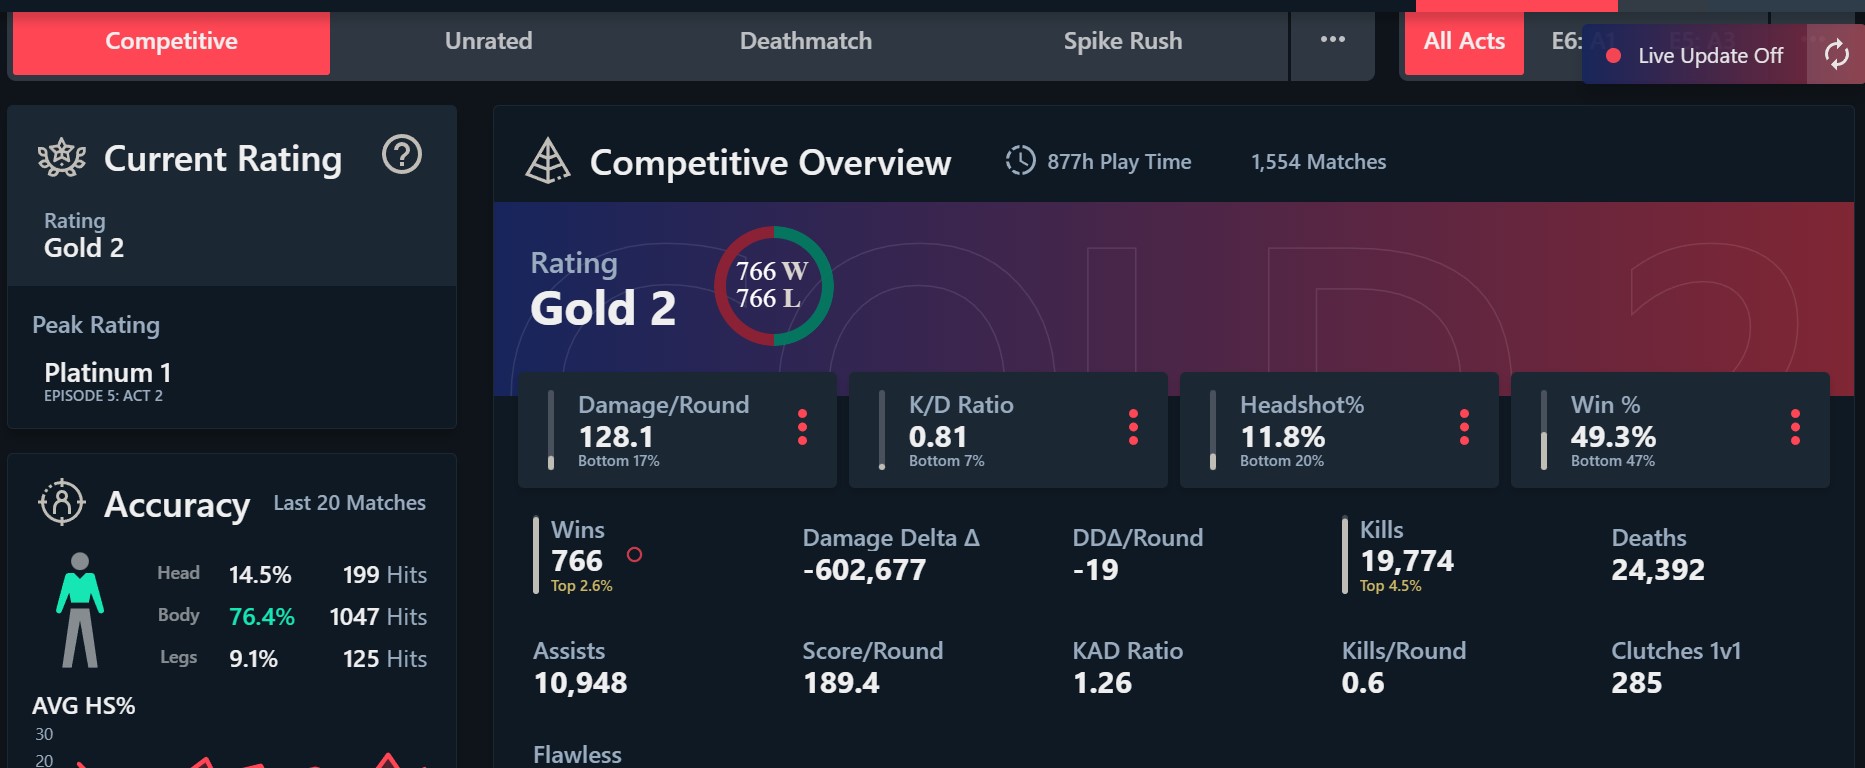 Competitive
Unrated
Deathmatch
Spike Rush
All Acts
E6: A1
E5: A3
Live Update Off
Current Rating
Rating
Gold 2
Peak Rating
Platinum 1
EPISODE 5: ACT 2
Accuracy
Last 20 Matches
Head 14.5% 199 Hits
Body 76.4% 1047 Hits
Legs 9.1% 125 Hits
AVG HS%
30
20
Competitive Overview
877h Play Time
1,554 Matches
Rating
Gold 2
766 W
766 L
GOLD 2
Damage/Round
128.1
Bottom 17%
K/D Ratio
0.81
Bottom 7%
Headshot%
11.8%
Bottom 20%
Win %
49.3%
Bottom 47%
Wins
766
Top 2.6%
Damage Delta Δ
-602,677
DDΔ/Round
-19
Kills
19,774
Top 4.5%
Deaths
24,392
Assists
10,948
Score/Round
189.4
KAD Ratio
1.26
Kills/Round
0.6
Clutches 1v1
285
Flawless